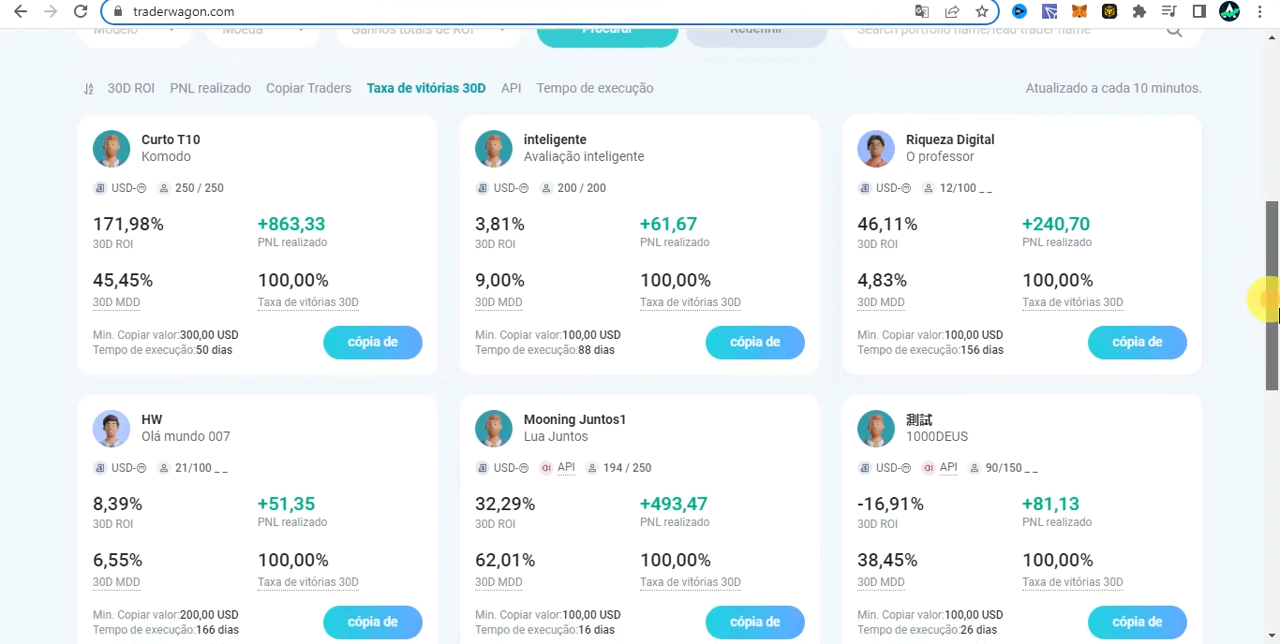 traderwagon.com
Modelo
Moeda
Ganhos totais de ROI
Procurar
Redefinir
Search portfolio name/lead trader name
30D ROI PNL realizado Copiar Traders Taxa de vitórias 30D API Tempo de execução Atualizado a cada 10 minutos.
Curto T10
Komodo
USD-Ⓜ 250 / 250
171,98% +863,33
30D ROI PNL realizado
45,45% 100,00%
30D MDD Taxa de vitórias 30D
Min. Copiar valor:300,00 USD
Tempo de execução:50 dias
cópia de
inteligente
Avaliação inteligente
USD-Ⓜ 200 / 200
3,81% +61,67
30D ROI PNL realizado
9,00% 100,00%
30D MDD Taxa de vitórias 30D
Min. Copiar valor:100,00 USD
Tempo de execução:88 dias
cópia de
Riqueza Digital
O professor
USD-Ⓜ 12/100 _ _
46,11% +240,70
30D ROI PNL realizado
4,83% 100,00%
30D MDD Taxa de vitórias 30D
Min. Copiar valor:100,00 USD
Tempo de execução:156 dias
cópia de
HW
Olá mundo 007
USD-Ⓜ 21/100 _ _
8,39% +51,35
30D ROI PNL realizado
6,55% 100,00%
30D MDD Taxa de vitórias 30D
Min. Copiar valor:200,00 USD
Tempo de execução:166 dias
cópia de
Mooning Juntos1
Lua Juntos
USD-Ⓜ API 194 / 250
32,29% +493,47
30D ROI PNL realizado
62,01% 100,00%
30D MDD Taxa de vitórias 30D
Min. Copiar valor:100,00 USD
Tempo de execução:16 dias
cópia de
測試
1000DEUS
USD-Ⓜ API 90/150 _ _
-16,91% +81,13
30D ROI PNL realizado
38,45% 100,00%
30D MDD Taxa de vitórias 30D
Min. Copiar valor:100,00 USD
Tempo de execução:26 dias
cópia de